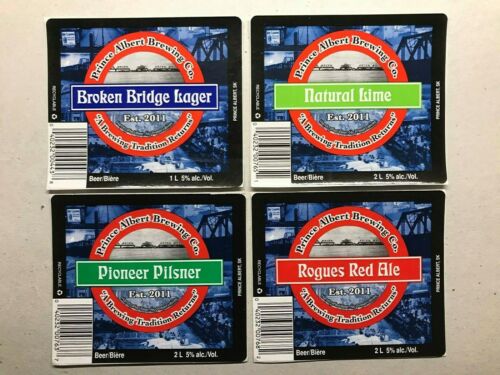 Prince Albert Brewing Co.
Broken Bridge Lager
Est. 2011
"A Brewing Tradition Returns"
RECYCLABLE
PRINCE ALBERT, SK
Beer/Bière
1 L 5% alc./Vol.
Prince Albert Brewing Co.
Natural Lime
Est. 2011
"A Brewing Tradition Returns"
RECYCLABLE
PRINCE ALBERT, SK
Beer/Bière
2 L 5% alc./Vol.
Prince Albert Brewing Co.
Pioneer Pilsner
Est. 2011
"A Brewing Tradition Returns"
RECYCLABLE
PRINCE ALBERT, SK
Beer/Bière
2 L 5% alc./Vol.
Prince Albert Brewing Co.
Rogues Red Ale
Est. 2011
"A Brewing Tradition Returns"
RECYCLABLE
PRINCE ALBERT, SK
Beer/Bière
2 L 5% alc./Vol.